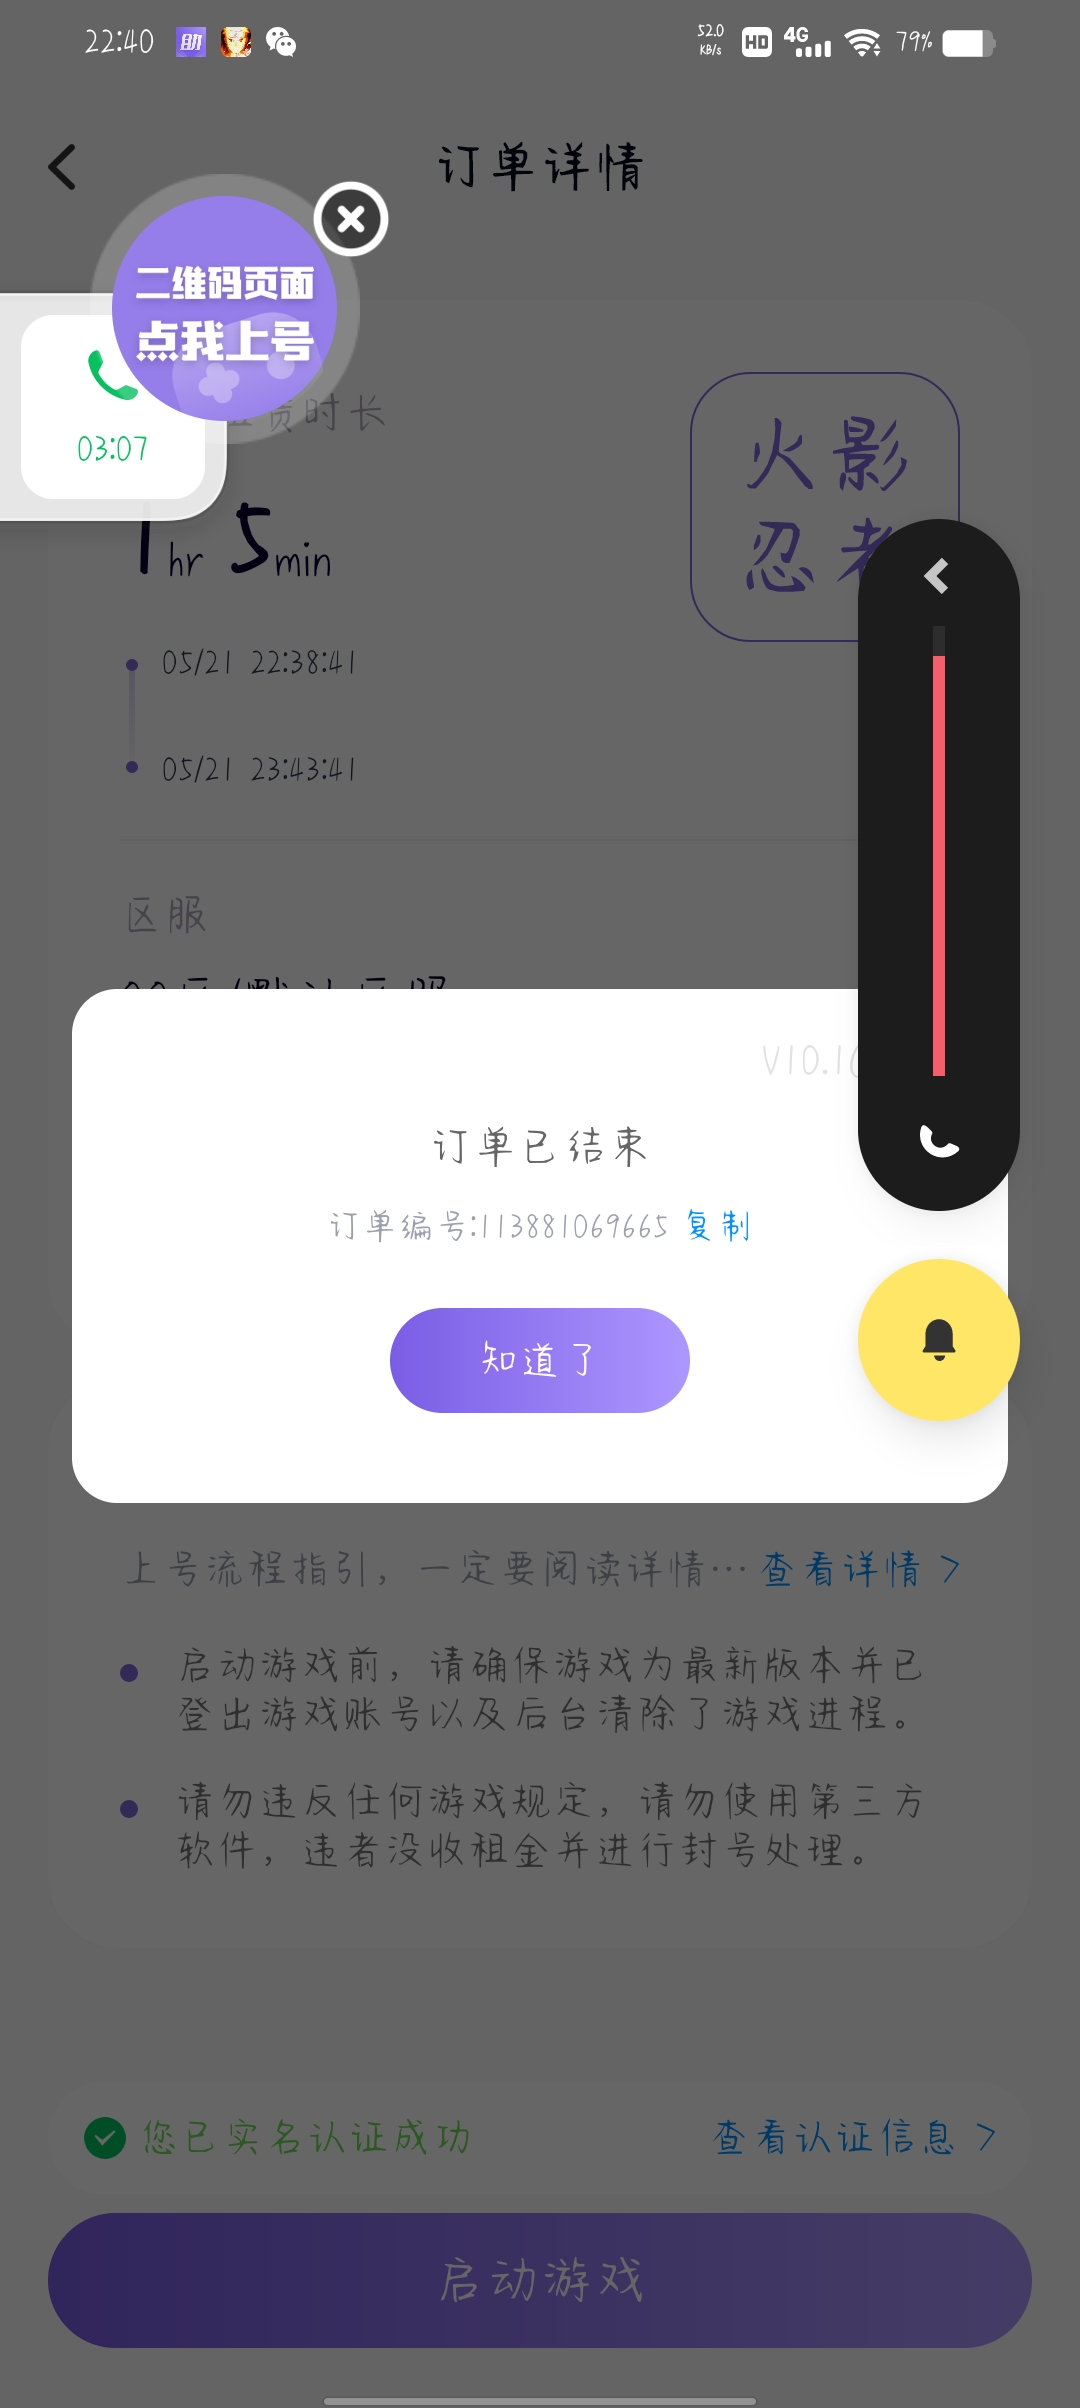 22:40
助
52.0
KB/s
HD
4G
79%
订单详情
二维码页面
点我上号
03:07
时长
火影
忍者
1hr 5min
05/21 22:38:41
05/21 23:43:41
区服
V10.1
订单已结束
订单编号:113881069665 复制
知道了
上号流程指引，一定要阅读详情… 查看详情
启动游戏前，请确保游戏为最新版本并已
登出游戏账号以及后台清除了游戏进程。
请勿违反任何游戏规定，请勿使用第三方
软件，违者没收租金并进行封号处理。
您已实名认证成功
查看认证信息
启动游戏